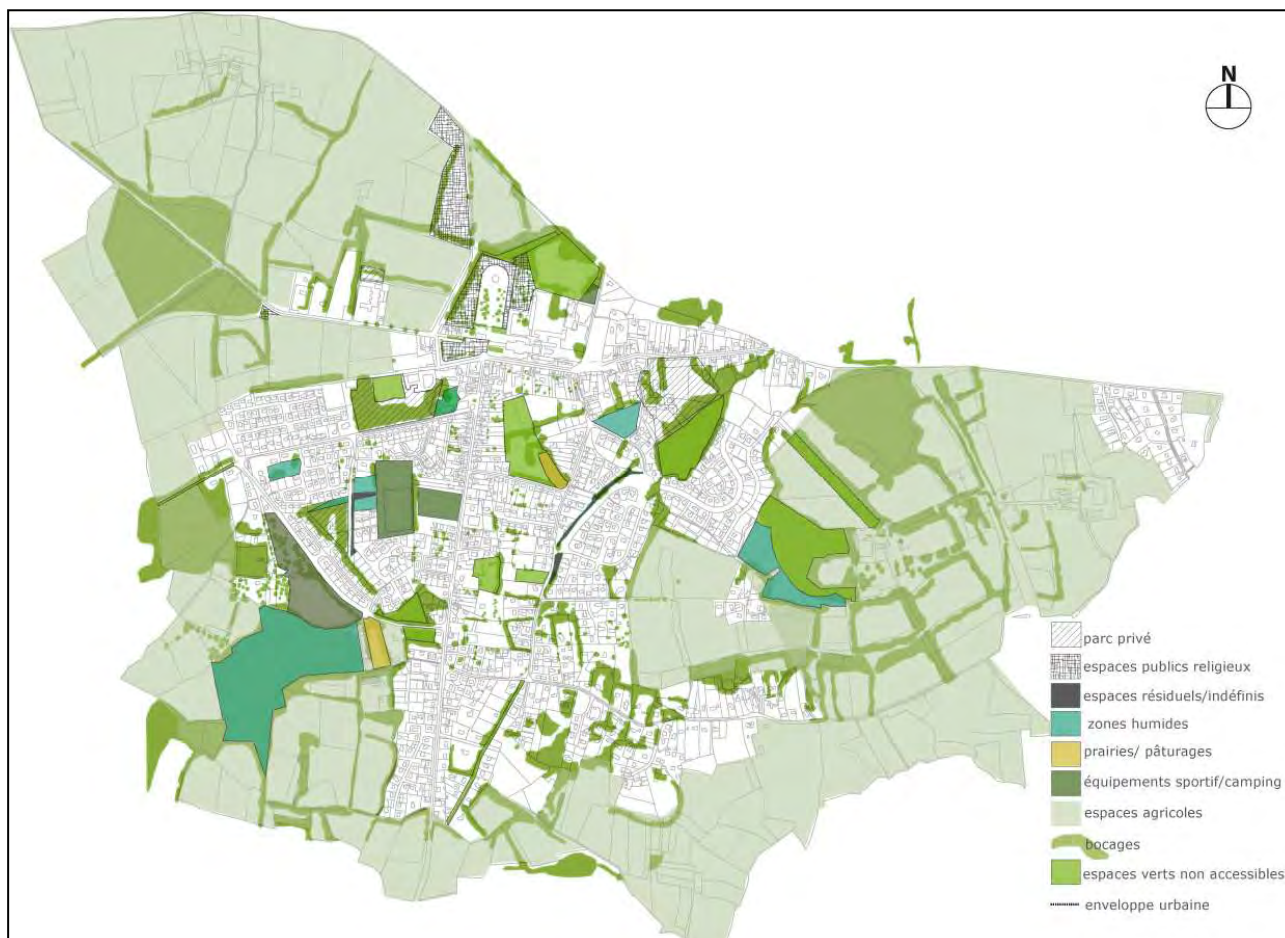 N
parc privé
espaces publics religieux
espaces résiduels/indéfinis
zones humides
prairies/ pâturages
équipements sportif/camping
espaces agricoles
bocages
espaces verts non accessibles
enveloppe urbaine